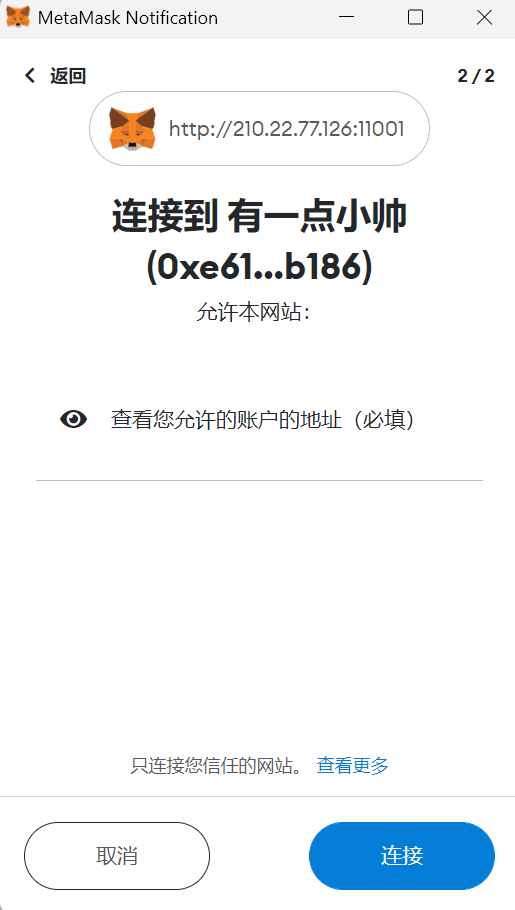 MetaMask Notification
返回
2 / 2
http://210.22.77.126:11001
连接到 有一点小帅
(0xe61...b186)
允许本网站:
查看您允许的账户的地址（必填）
只连接您信任的网站。 查看更多
取消
连接